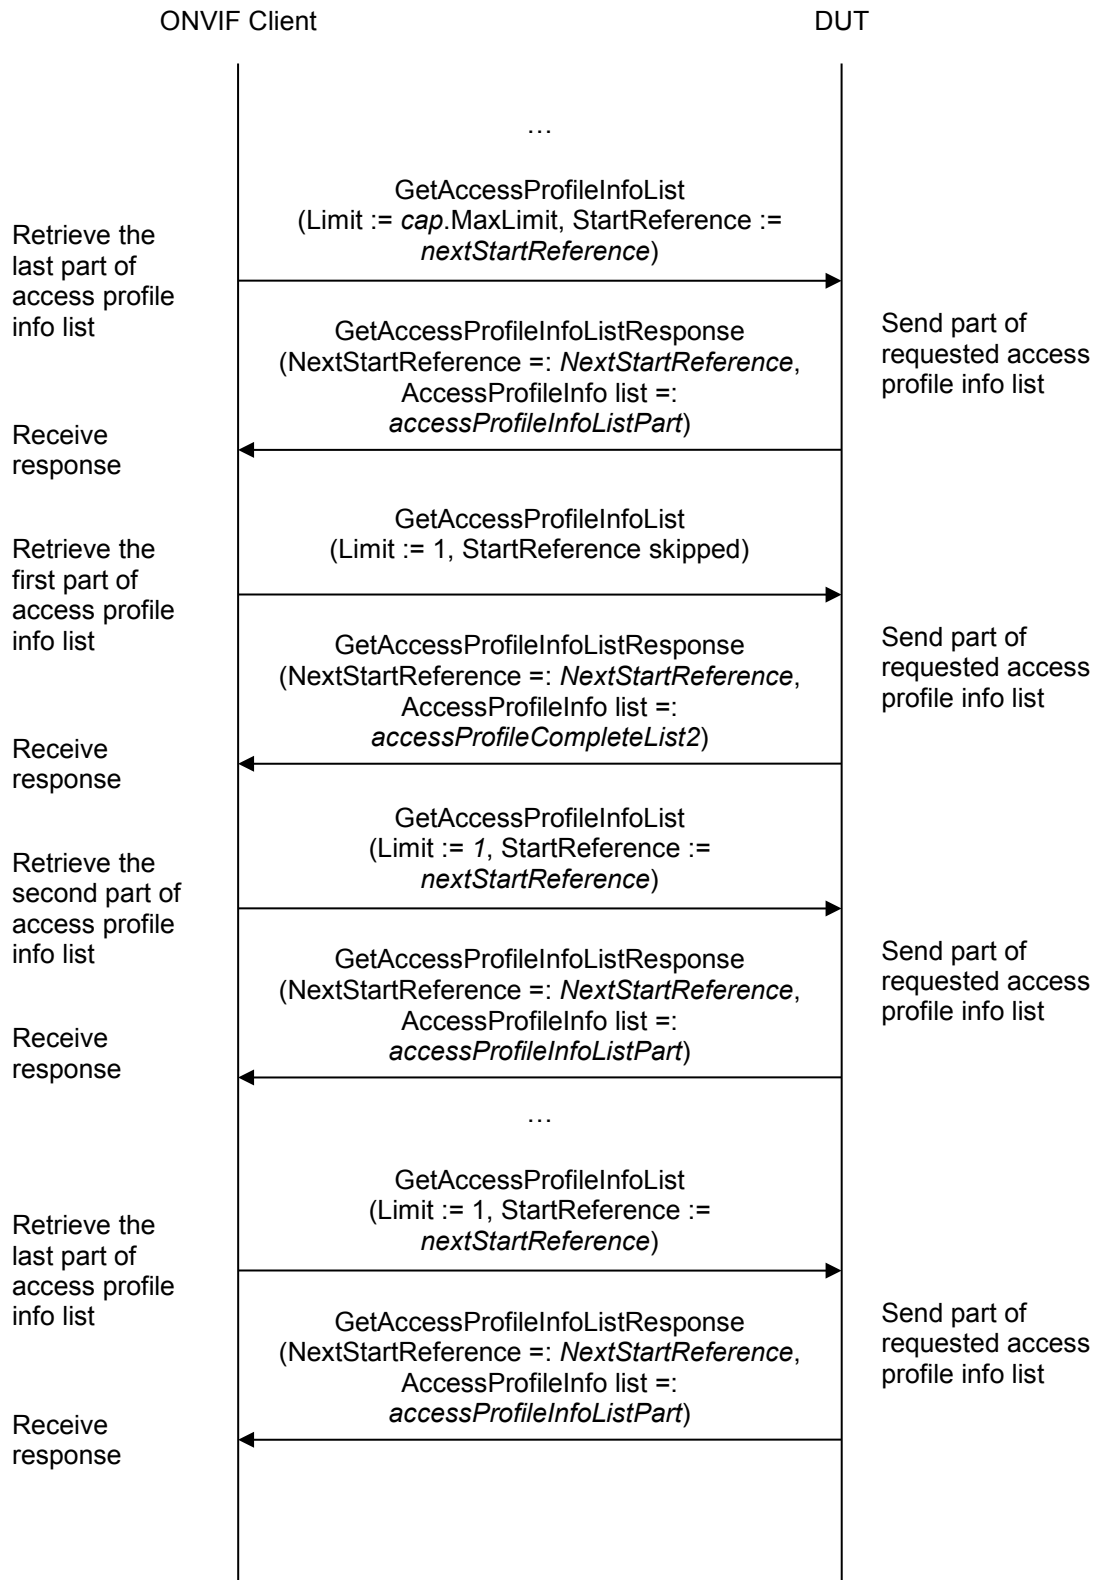 ONVIF Client
DUT
…
GetAccessProfileInfoList
(Limit := cap.MaxLimit, StartReference :=
nextStartReference)
Retrieve the
last part of
access profile
info list
GetAccessProfileInfoListResponse
(NextStartReference =: NextStartReference,
AccessProfileInfo list =:
accessProfileInfoListPart)
Send part of
requested access
profile info list
Receive
response
GetAccessProfileInfoList
(Limit := 1, StartReference skipped)
Retrieve the
first part of
access profile
info list
GetAccessProfileInfoListResponse
(NextStartReference =: NextStartReference,
AccessProfileInfo list =:
accessProfileCompleteList2)
Send part of
requested access
profile info list
Receive
response
GetAccessProfileInfoList
(Limit := 1, StartReference :=
nextStartReference)
Retrieve the
second part of
access profile
info list
GetAccessProfileInfoListResponse
(NextStartReference =: NextStartReference,
AccessProfileInfo list =:
accessProfileInfoListPart)
Send part of
requested access
profile info list
Receive
response
…
GetAccessProfileInfoList
(Limit := 1, StartReference :=
nextStartReference)
Retrieve the
last part of
access profile
info list
GetAccessProfileInfoListResponse
(NextStartReference =: NextStartReference,
AccessProfileInfo list =:
accessProfileInfoListPart)
Send part of
requested access
profile info list
Receive
response